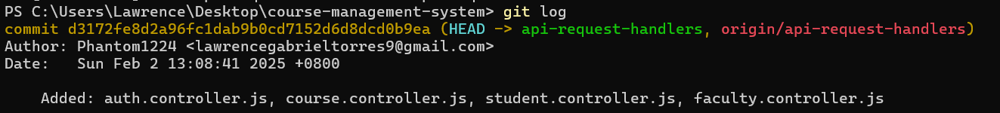 PS C:\Users\Lawrence\Desktop\course-management-system> git log
commit d3172fe8d2a96fc1dab9b0cd7152d6d8dcd0b9ea (HEAD -> api-request-handlers, origin/api-request-handlers)
Author: Phantom1224 <lawrencegabrieltorres9@gmail.com>
Date:   Sun Feb 2 13:08:41 2025 +0800
    Added: auth.controller.js, course.controller.js, student.controller.js, faculty.controller.js